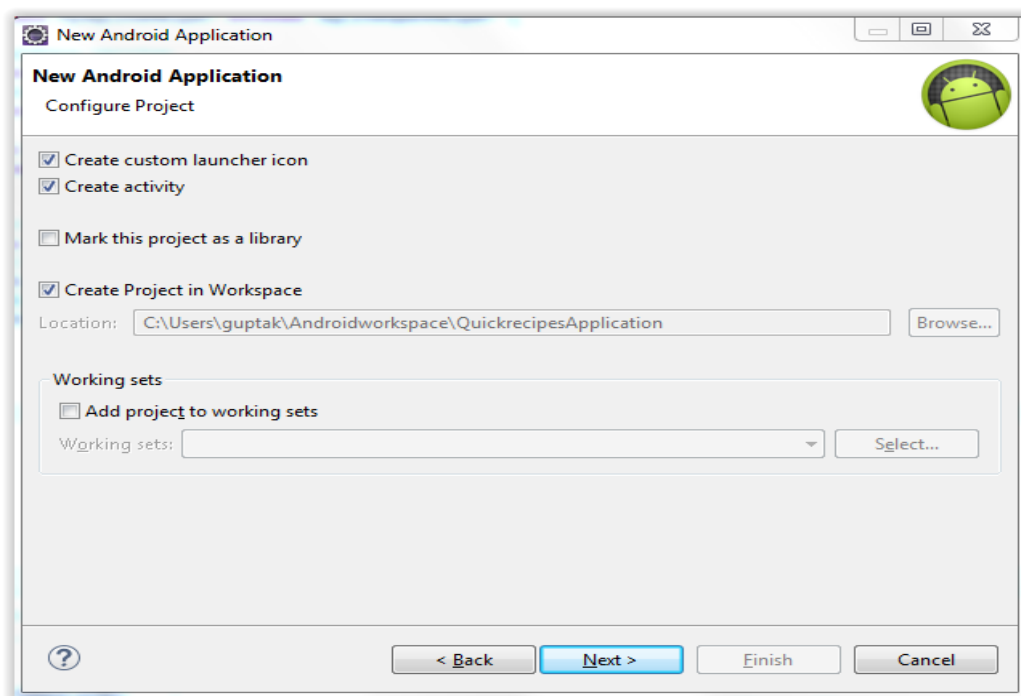 New Android Application
New Android Application
Configure Project
Create custom launcher icon
Create activity
Mark this project as a library
Create Project in Workspace
Location: C:\Users\guptak\Androidworkspace\QuickrecipesApplication Browse...
Working sets
Add project to working sets
Working sets: Select...
? < Back Next > Finish Cancel